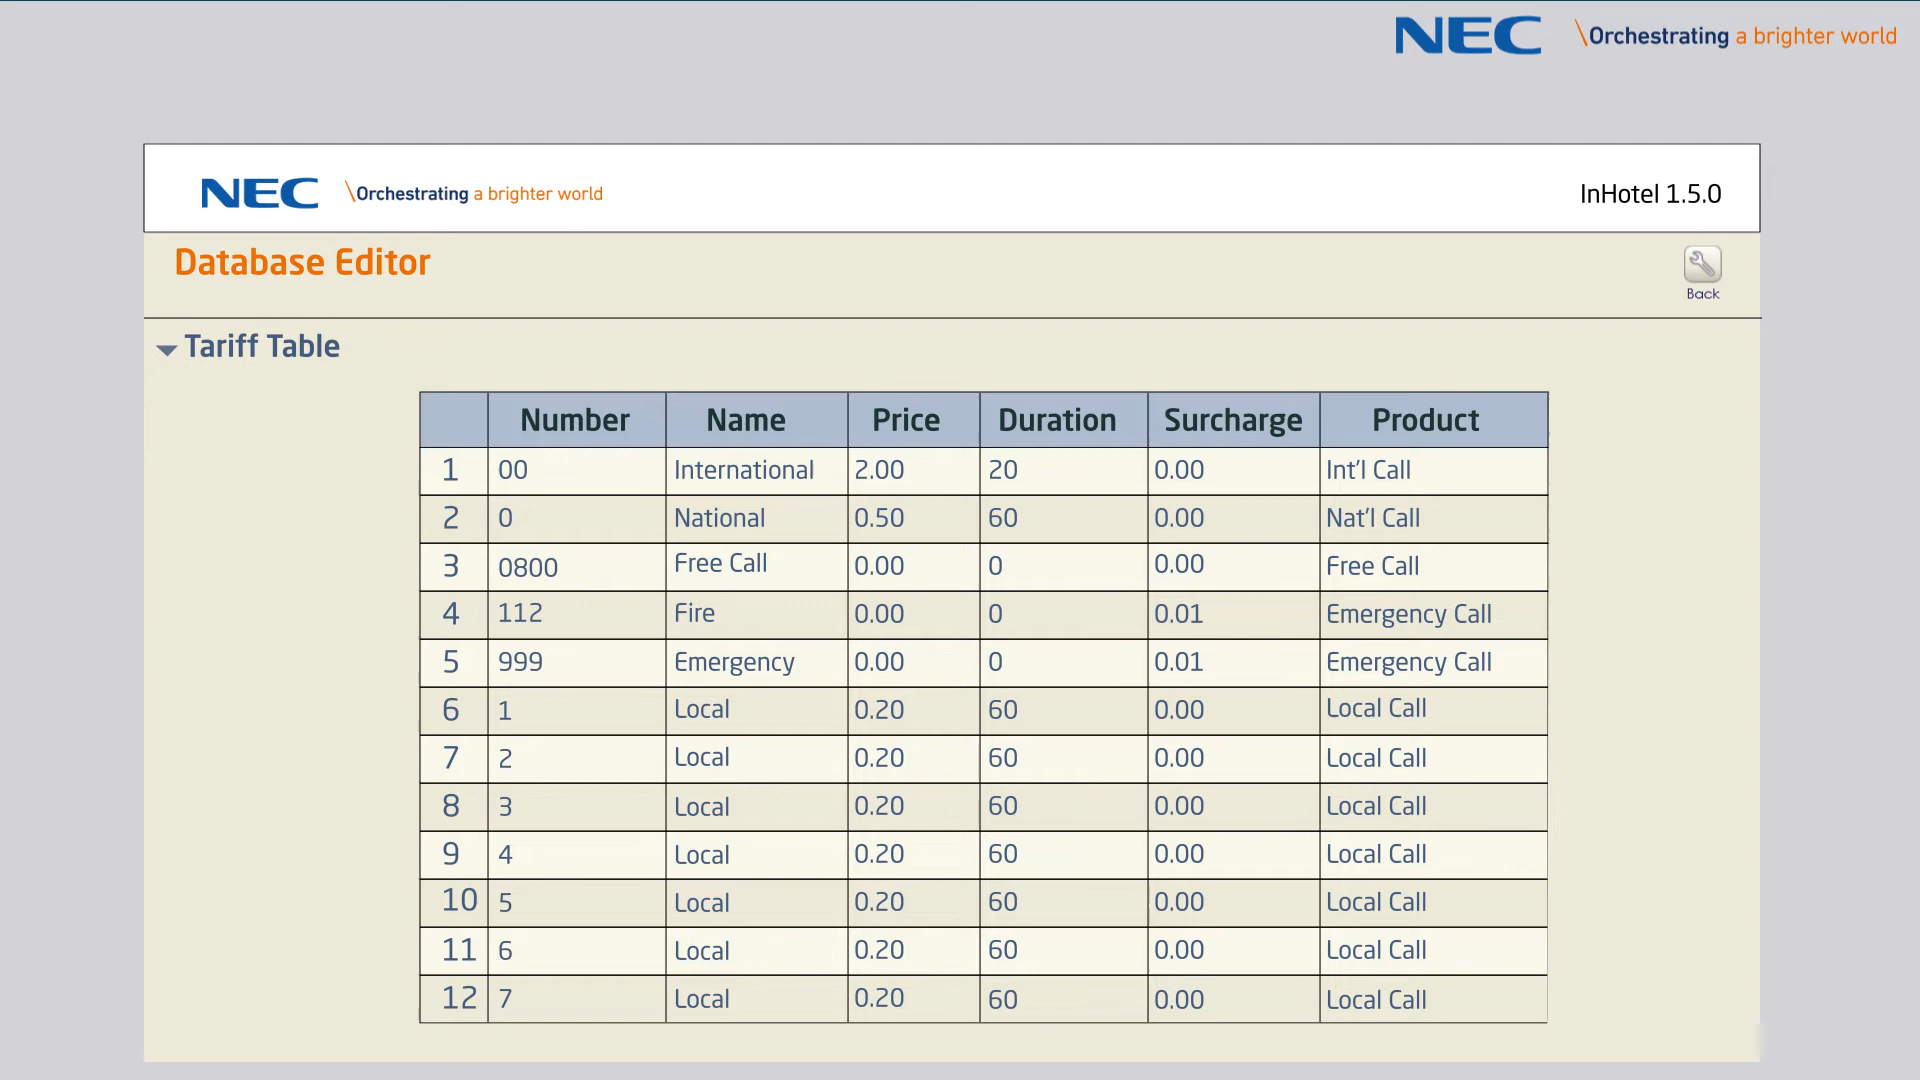 NEC \Orchestrating a brighter world
NEC \Orchestrating a brighter world InHotel 1.5.0
Database Editor
Back
Tariff Table
Number Name Price Duration Surcharge Product
1 00 International 2.00 20 0.00 Int'l Call
2 0 National 0.50 60 0.00 Nat'l Call
3 0800 Free Call 0.00 0 0.00 Free Call
4 112 Fire 0.00 0 0.01 Emergency Call
5 999 Emergency 0.00 0 0.01 Emergency Call
6 1 Local 0.20 60 0.00 Local Call
7 2 Local 0.20 60 0.00 Local Call
8 3 Local 0.20 60 0.00 Local Call
9 4 Local 0.20 60 0.00 Local Call
10 5 Local 0.20 60 0.00 Local Call
11 6 Local 0.20 60 0.00 Local Call
12 7 Local 0.20 60 0.00 Local Call